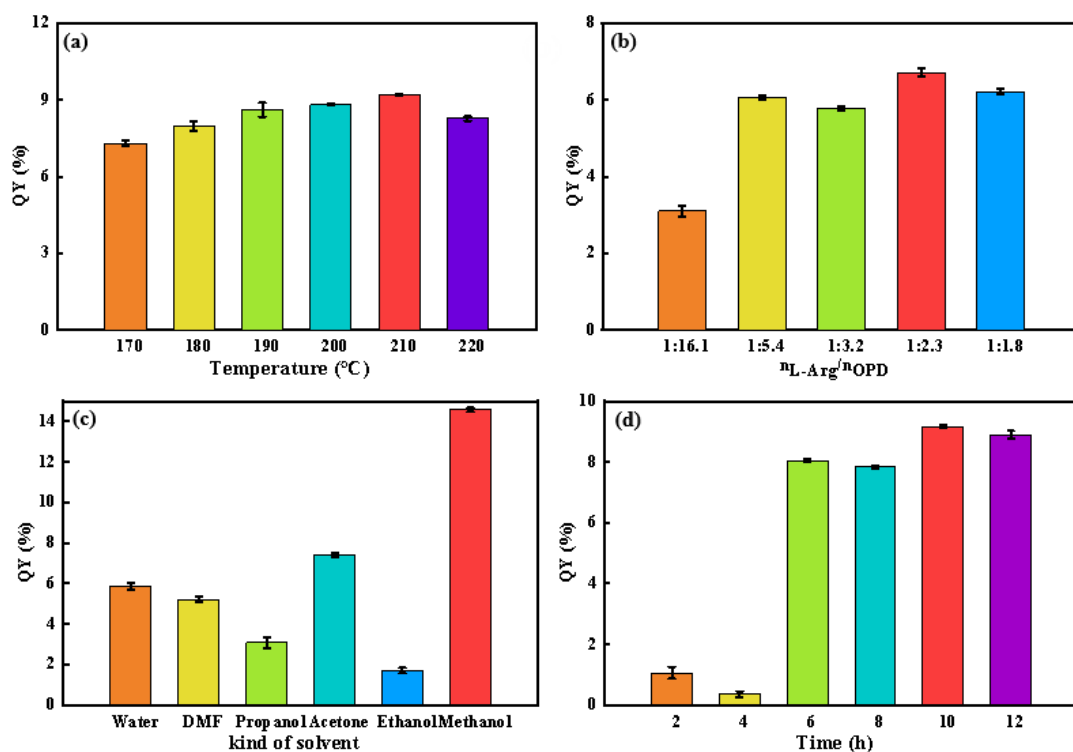 (a)
QY (%)
12
9
6
3
0
170 180 190 200 210 220
Temperature (°C)
(b)
QY (%)
8
6
4
2
0
1:16.1 1:5.4 1:3.2 1:2.3 1:1.8
nL-Arg/nOPD
(c)
QY (%)
14
12
10
8
6
4
2
0
Water DMF Propanol Acetone Ethanol Methanol
kind of solvent
(d)
QY (%)
10
8
6
4
2
0
2 4 6 8 10 12
Time (h)